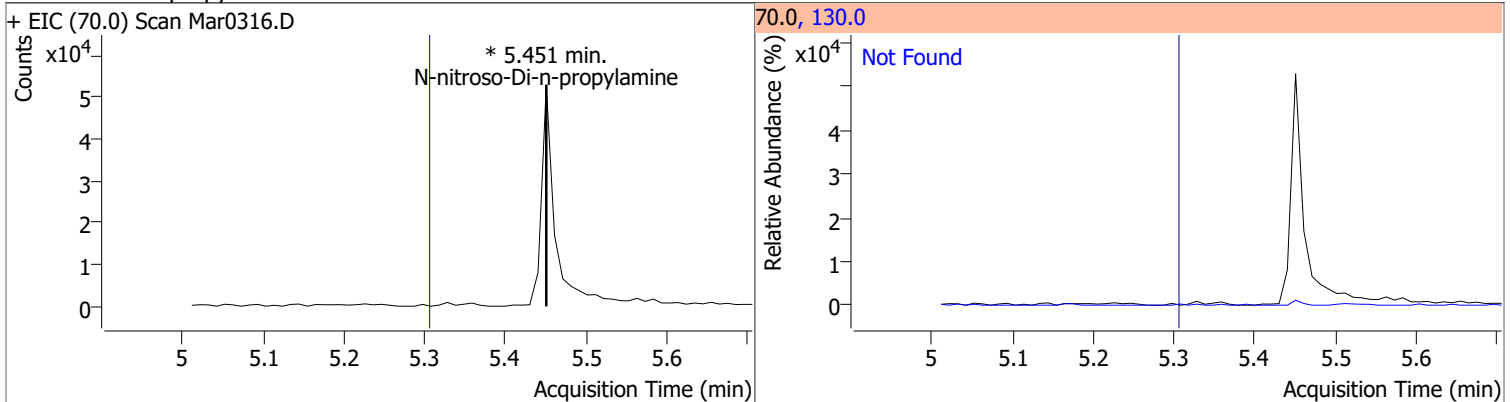 + EIC (70.0) Scan Mar0316.D
Counts
x10⁴
* 5.451 min.
N-nitroso-Di-n-propylamine
5
4
3
2
1
0
5 5.1 5.2 5.3 5.4 5.5 5.6
Acquisition Time (min)
70.0, 130.0
Relative Abundance (%)
x10⁴
Not Found
4
3
2
1
0
5 5.1 5.2 5.3 5.4 5.5 5.6
Acquisition Time (min)